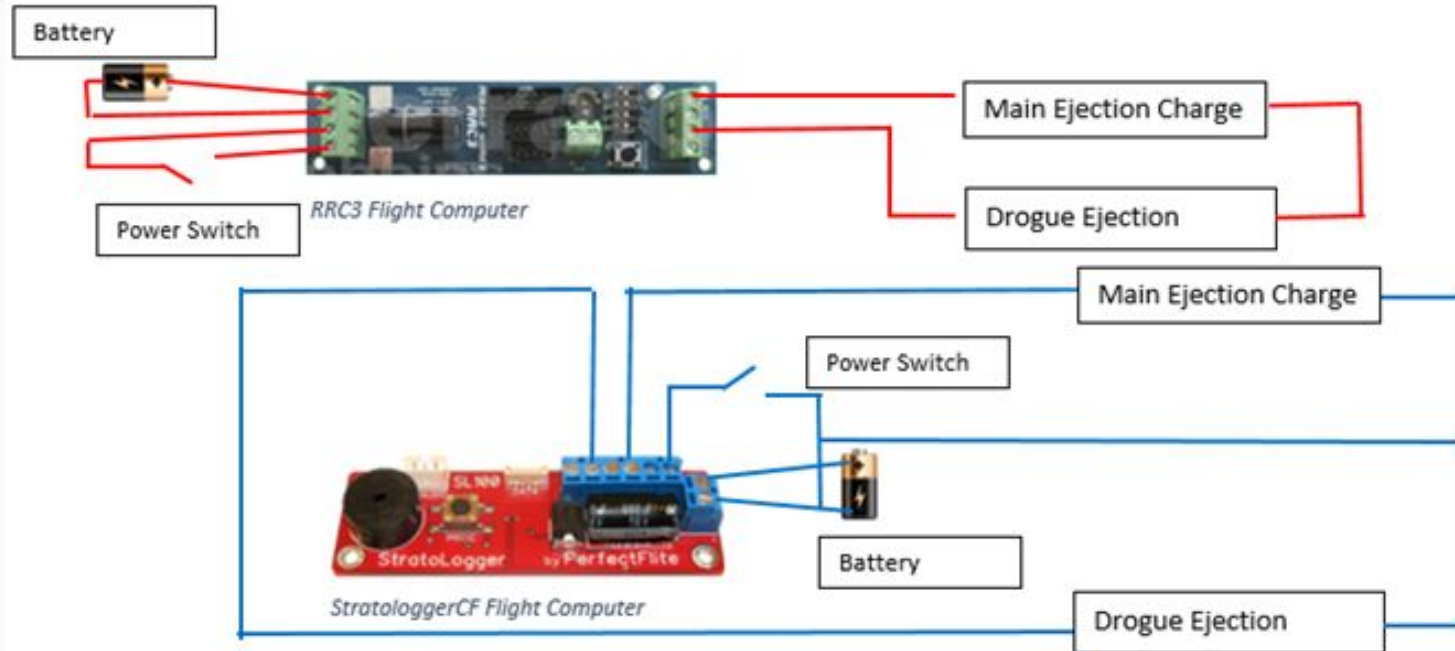 Battery
Main Ejection Charge
RRC3
RRC3 Flight Computer
Drogue Ejection
Power Switch
Main Ejection Charge
Power Switch
SL100
StratoLogger by PerfectFlite
Battery
StratologgerCF Flight Computer
Drogue Ejection